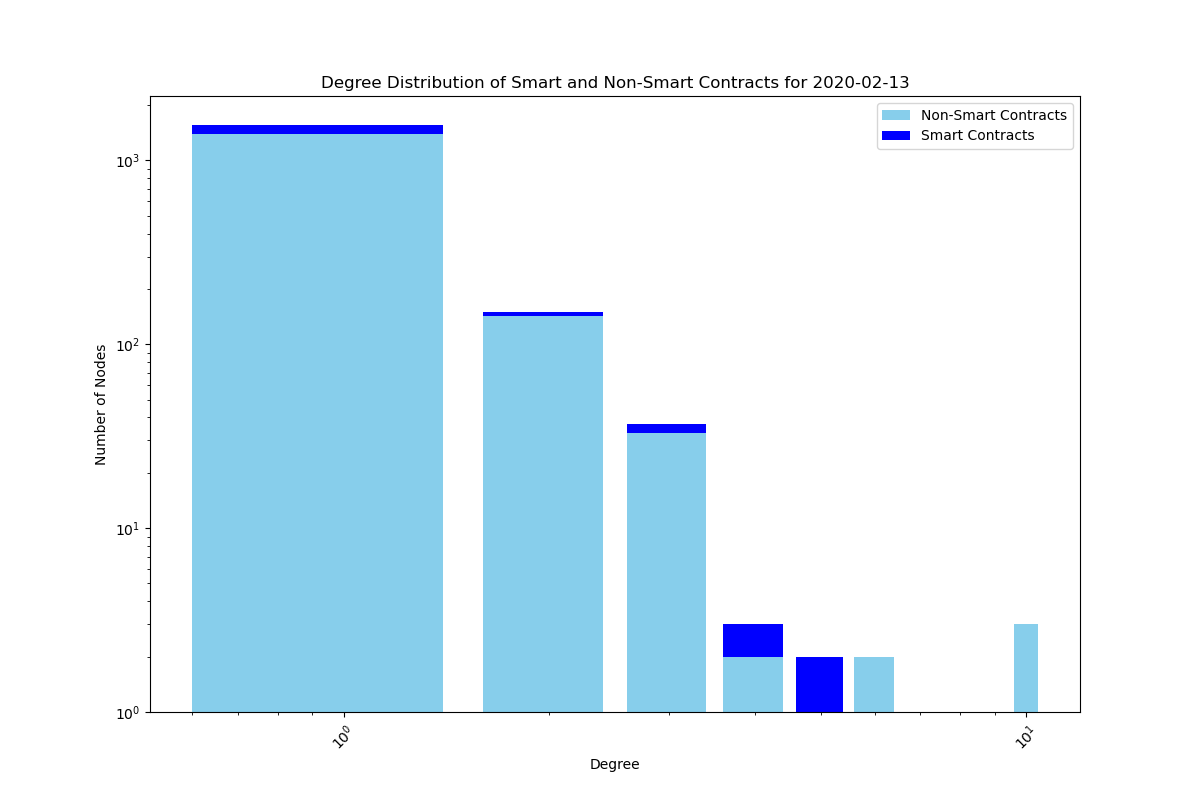 Degree Distribution of Smart and Non-Smart Contracts for 2020-02-13
Non-Smart Contracts
Smart Contracts
Number of Nodes
10³
10²
10¹
10⁰
10⁰
10¹
Degree